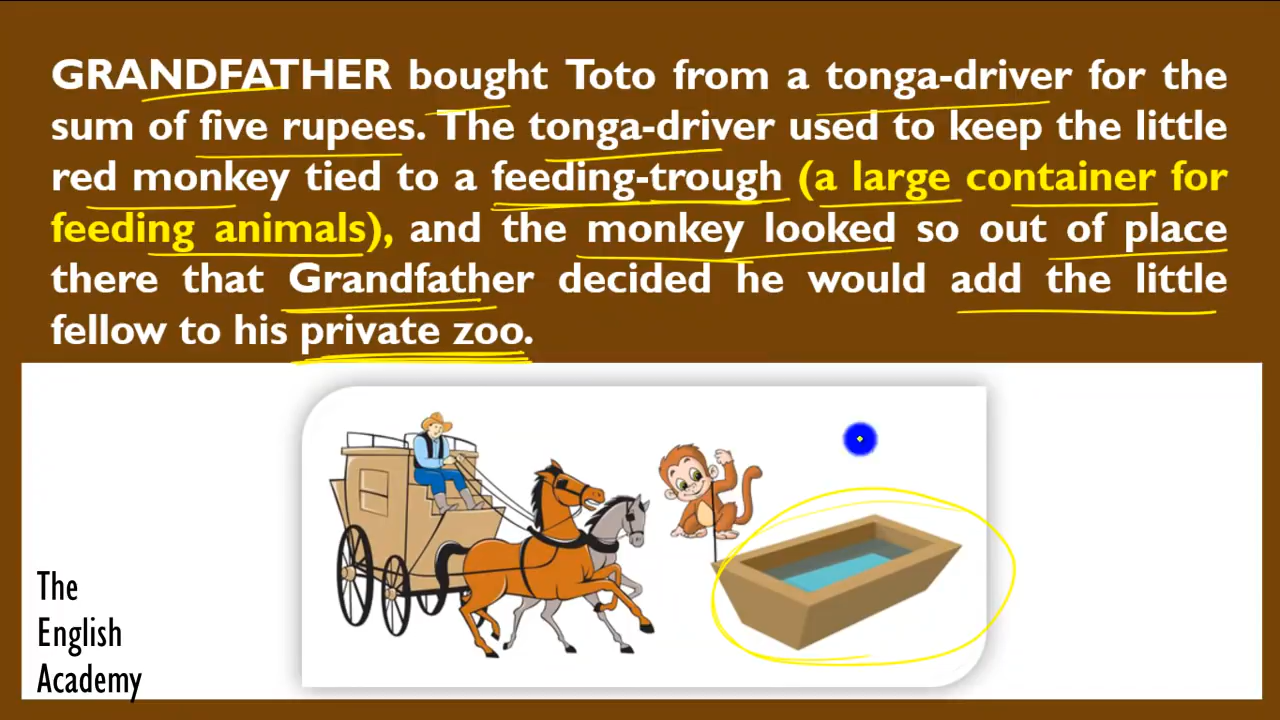 GRANDFATHER bought Toto from a tonga-driver for the
sum of five rupees. The tonga-driver used to keep the little
red monkey tied to a feeding-trough (a large container for
feeding animals), and the monkey looked so out of place
there that Grandfather decided he would add the little
fellow to his private zoo.
The
English
Academy